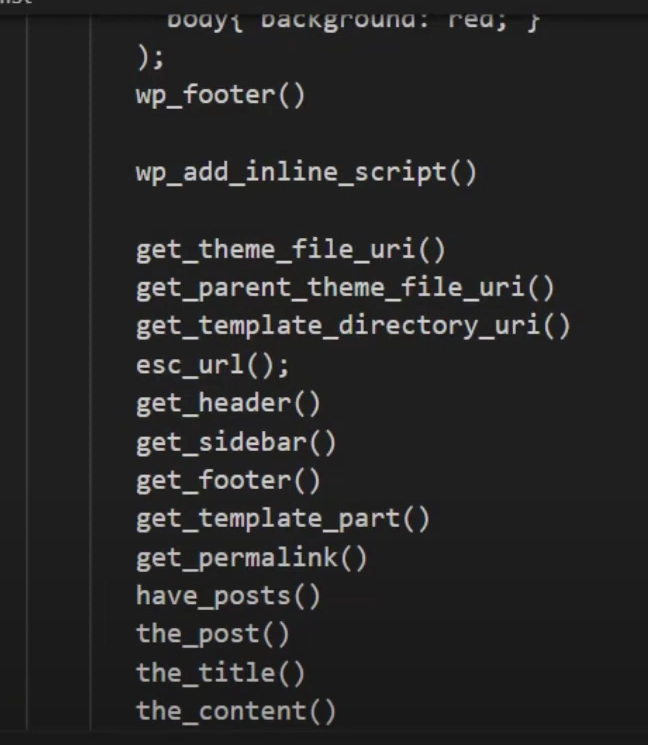 body{ background: red; }
);
wp_footer()
wp_add_inline_script()
get_theme_file_uri()
get_parent_theme_file_uri()
get_template_directory_uri()
esc_url();
get_header()
get_sidebar()
get_footer()
get_template_part()
get_permalink()
have_posts()
the_post()
the_title()
the_content()